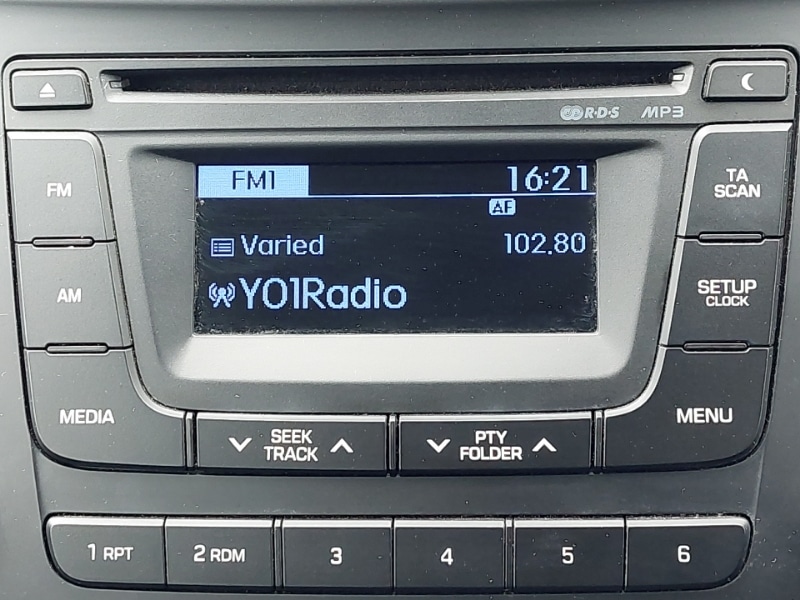 R·D·S MP3
FM1 16:21
AF
Varied 102.80
YO1Radio
FM
AM
MEDIA
TA
SCAN
SETUP
CLOCK
MENU
SEEK
TRACK
PTY
FOLDER
1 RPT 2 RDM 3 4 5 6